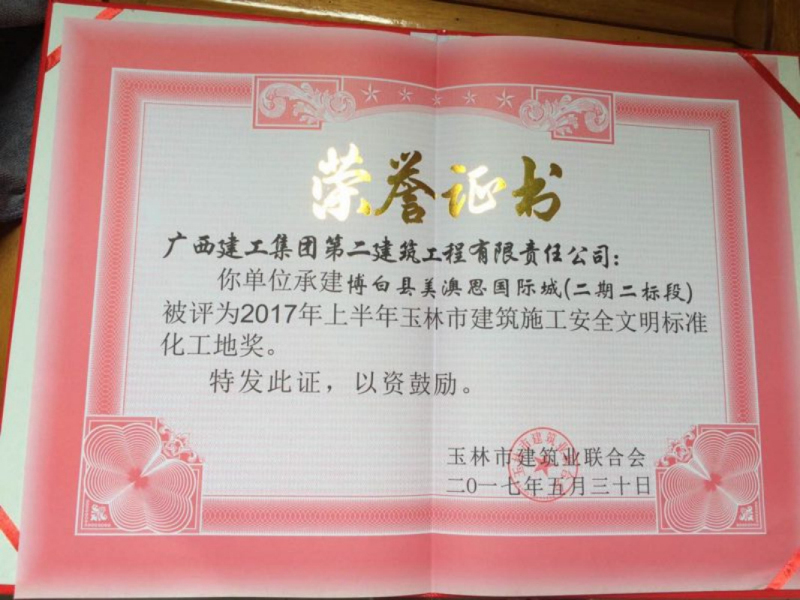 荣誉证书
广西建工集团第二建筑工程有限责任公司：
你单位承建博白县美澳思国际城(二期二标段)
被评为2017年上半年玉林市建筑施工安全文明标准
化工地奖。
特发此证，以资鼓励。
玉林市建筑业联合会
二0一七年五月三十日